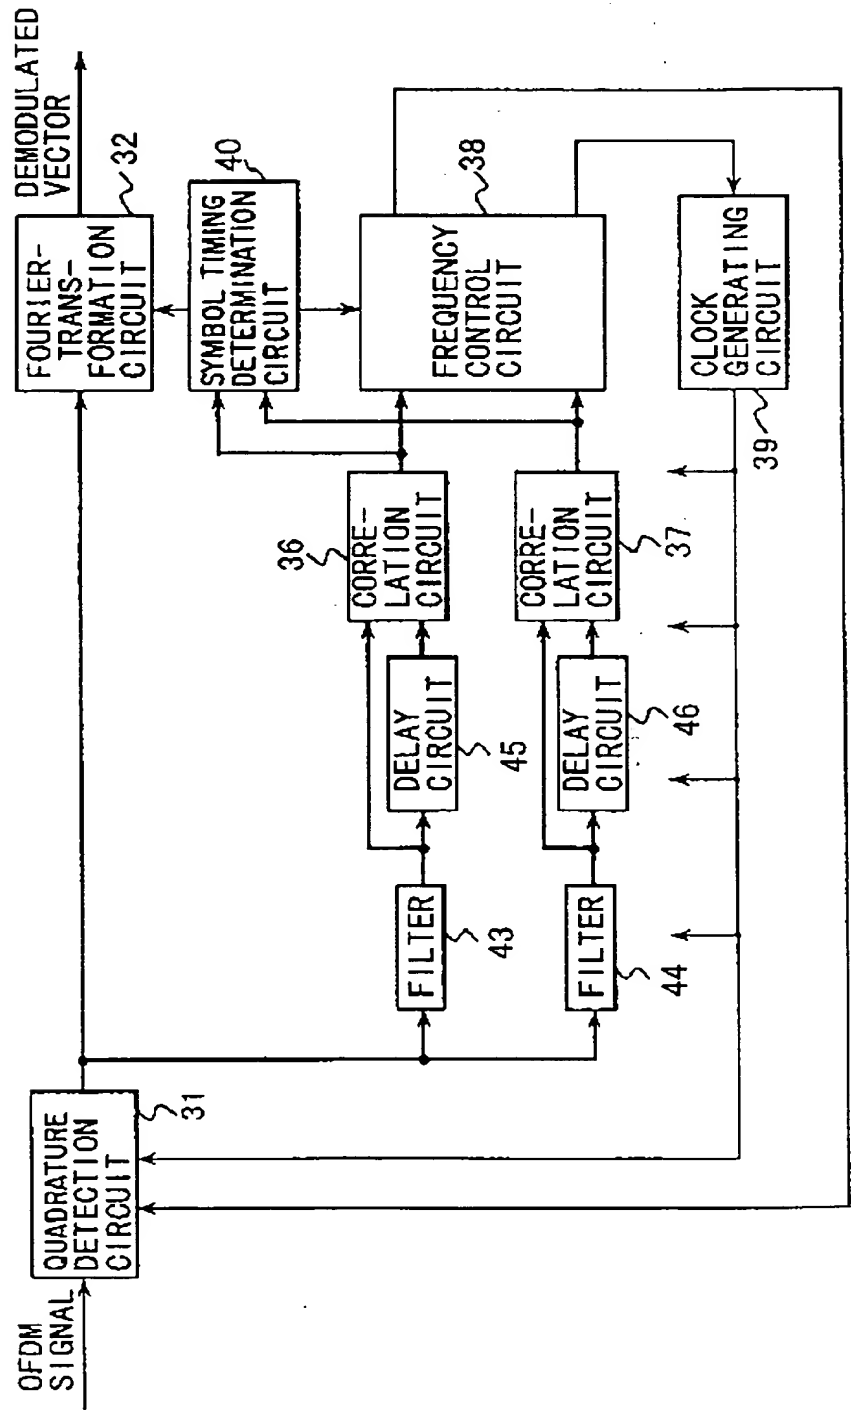 OFDM
SIGNAL
QUADRATURE
DETECTION
CIRCUIT
31
FOURIER-
TRANS-
FORMATION
CIRCUIT
32
DEMODULATED
VECTOR
SYMBOL TIMING
DETERMINATION
CIRCUIT
40
FILTER
43
DELAY
CIRCUIT
45
CORRE-
LATION
CIRCUIT
36
FREQUENCY
CONTROL
CIRCUIT
38
FILTER
44
DELAY
CIRCUIT
46
CORRE-
LATION
CIRCUIT
37
CLOCK
GENERATING
CIRCUIT
39